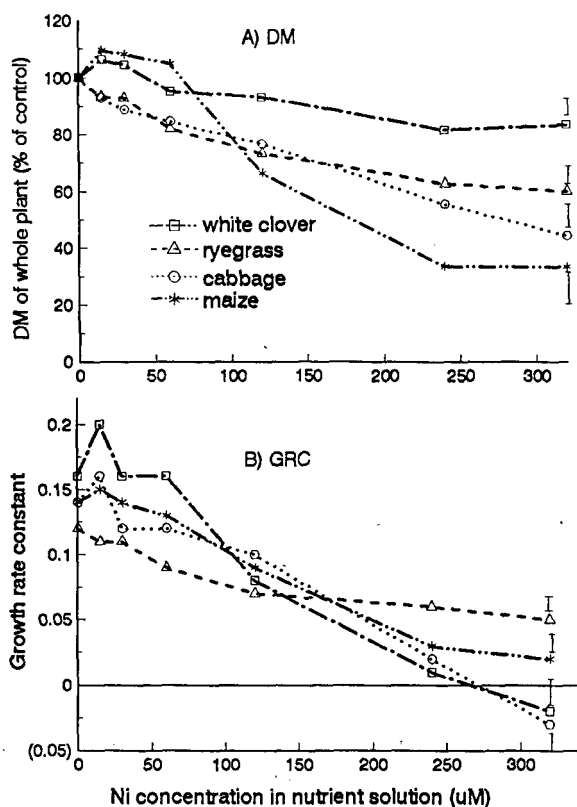 A) DM
120
100
80
60
40
20
0
DM of whole plant (% of control)
white clover
ryegrass
cabbage
maize
0 50 100 150 200 250 300
B) GRC
0.2
0.15
0.1
0.05
0
(0.05)
Growth rate constant
0 50 100 150 200 250 300
Ni concentration in nutrient solution (uM)